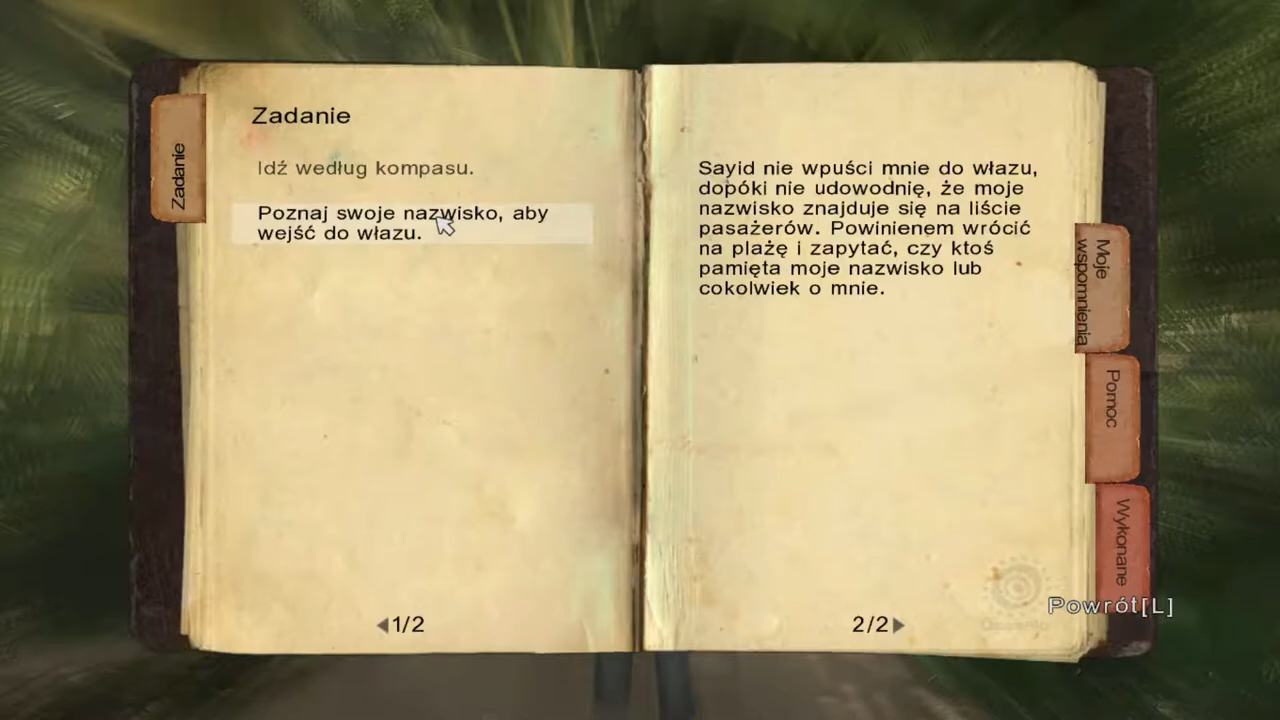 Zadanie
Zadanie
Idź według kompasu.
Poznaj swoje nazwisko, aby
wejść do włazu.
1/2
Sayid nie wpuści mnie do włazu,
dopóki nie udowodnię, że moje
nazwisko znajduje się na liście
pasażerów. Powinienem wrócić
na plażę i zapytać, czy ktoś
pamięta moje nazwisko lub
cokolwiek o mnie.
2/2
Moje
wspomnienia
Pomoc
Wykonane
Powrót[L]